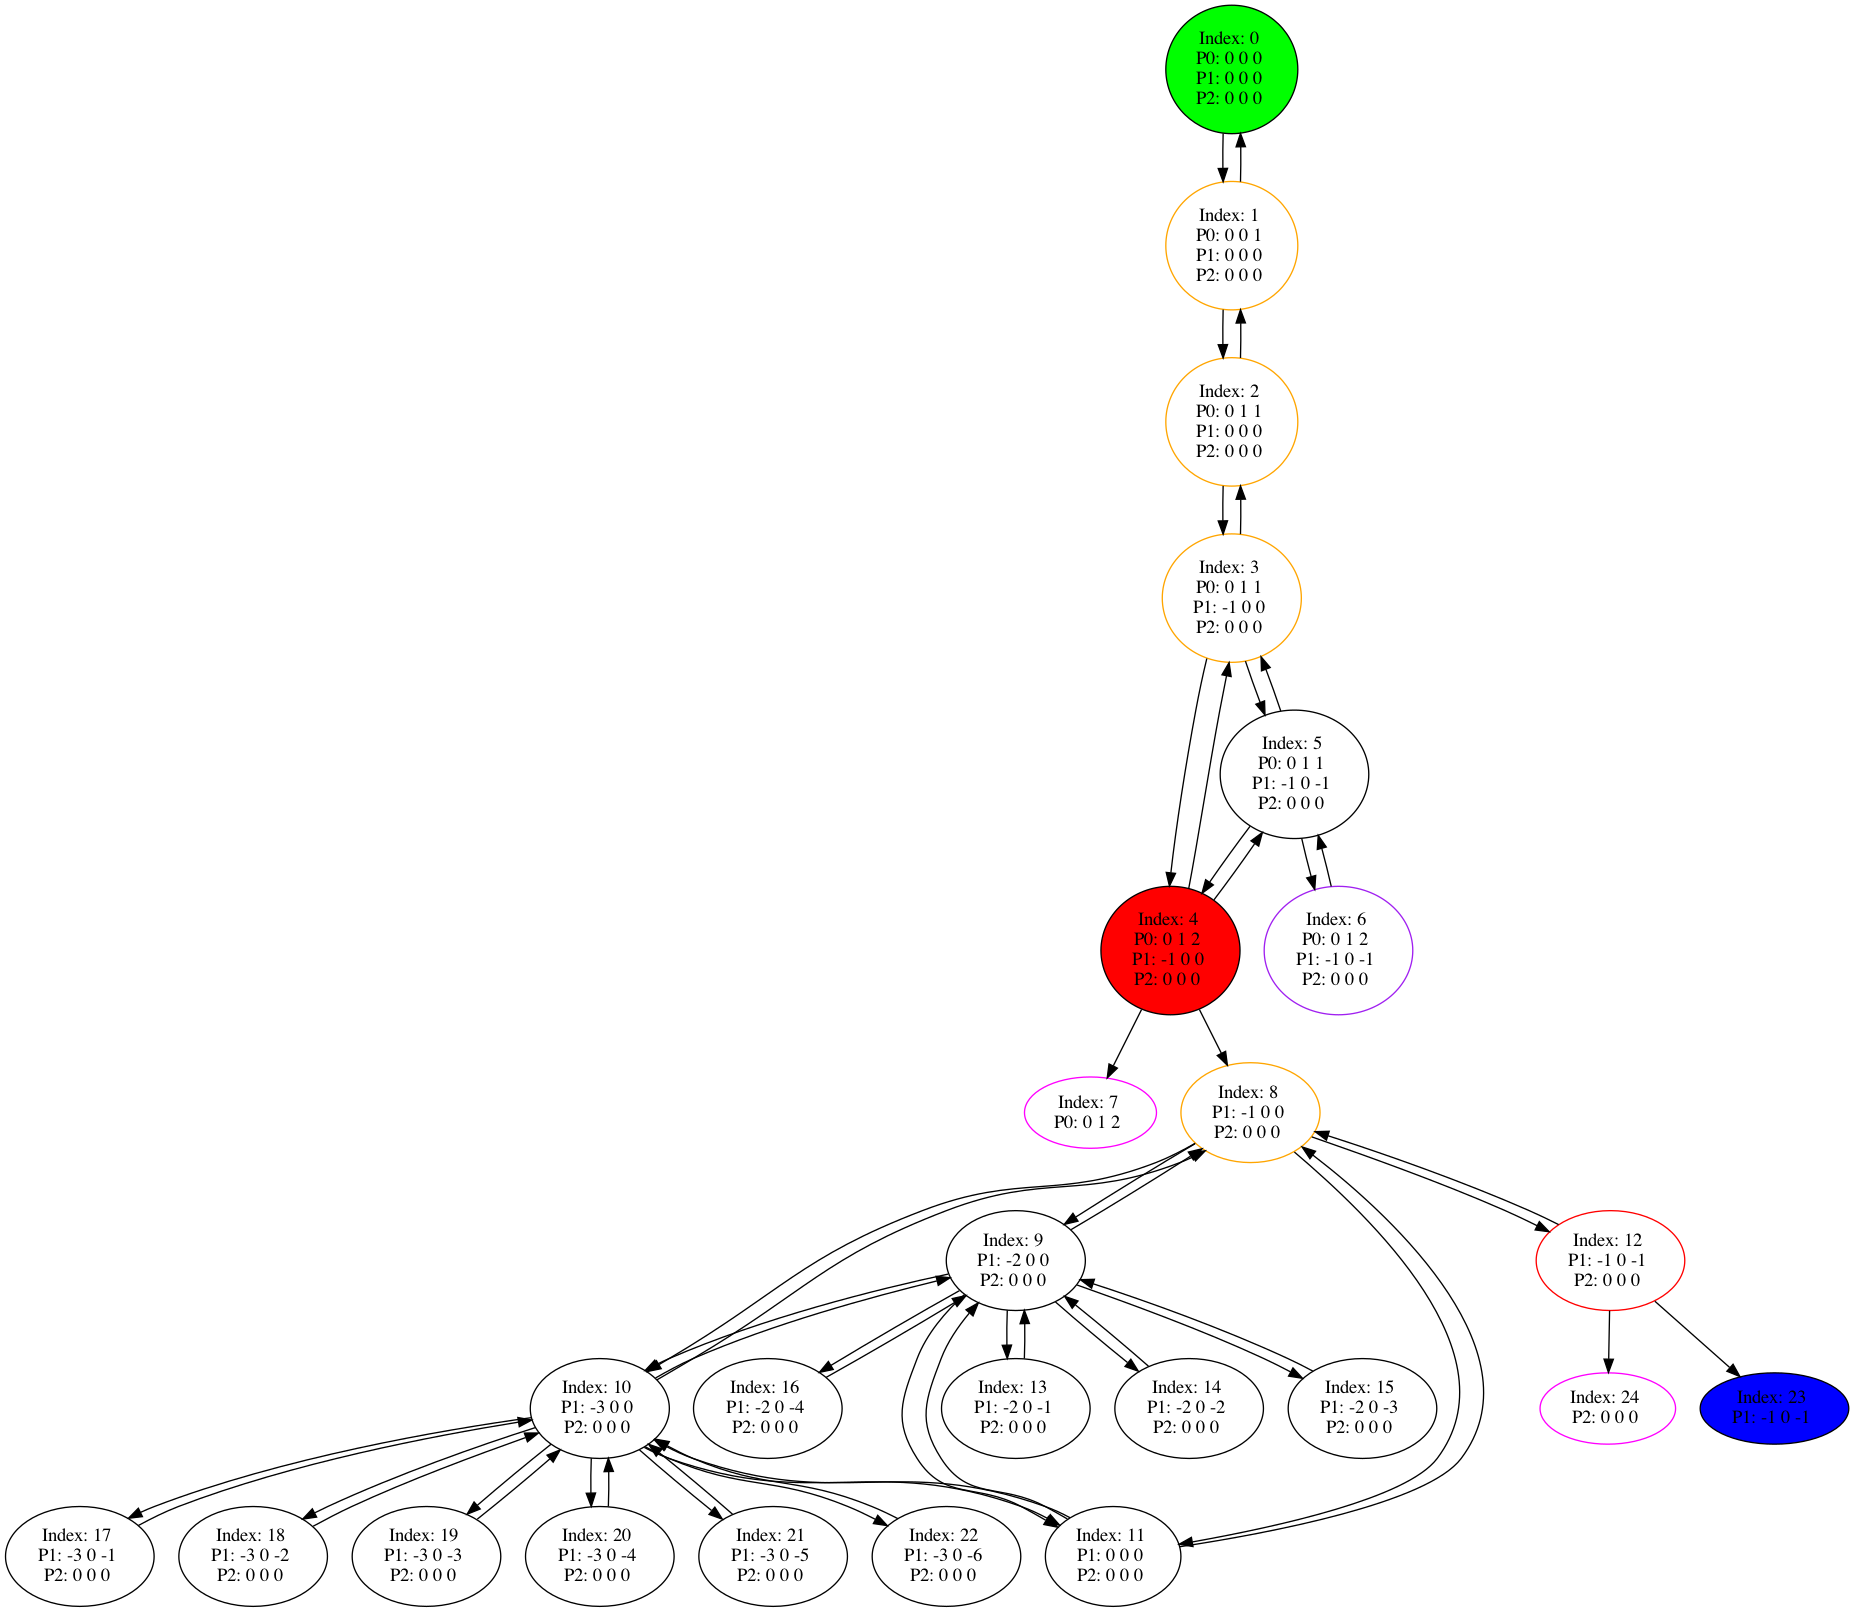 Index: 0
P0: 0 0 0
P1: 0 0 0
P2: 0 0 0
Index: 1
P0: 0 0 1
P1: 0 0 0
P2: 0 0 0
Index: 2
P0: 0 1 1
P1: 0 0 0
P2: 0 0 0
Index: 3
P0: 0 1 1
P1: -1 0 0
P2: 0 0 0
Index: 5
P0: 0 1 1
P1: -1 0 -1
P2: 0 0 0
Index: 4
P0: 0 1 2
P1: -1 0 0
P2: 0 0 0
Index: 6
P0: 0 1 2
P1: -1 0 -1
P2: 0 0 0
Index: 7
P0: 0 1 2
Index: 8
P1: -1 0 0
P2: 0 0 0
Index: 9
P1: -2 0 0
P2: 0 0 0
Index: 12
P1: -1 0 -1
P2: 0 0 0
Index: 10
P1: -3 0 0
P2: 0 0 0
Index: 16
P1: -2 0 -4
P2: 0 0 0
Index: 13
P1: -2 0 -1
P2: 0 0 0
Index: 14
P1: -2 0 -2
P2: 0 0 0
Index: 15
P1: -2 0 -3
P2: 0 0 0
Index: 24
P2: 0 0 0
Index: 23
P1: -1 0 -1
Index: 17
P1: -3 0 -1
P2: 0 0 0
Index: 18
P1: -3 0 -2
P2: 0 0 0
Index: 19
P1: -3 0 -3
P2: 0 0 0
Index: 20
P1: -3 0 -4
P2: 0 0 0
Index: 21
P1: -3 0 -5
P2: 0 0 0
Index: 22
P1: -3 0 -6
P2: 0 0 0
Index: 11
P1: 0 0 0
P2: 0 0 0